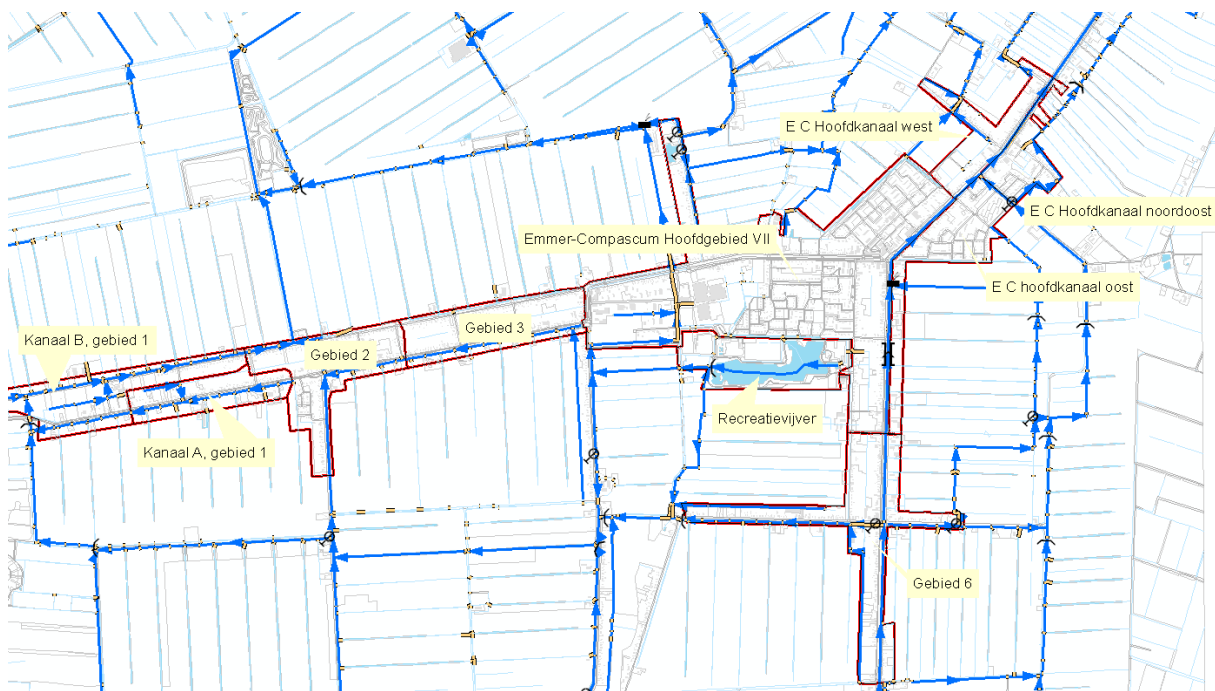 E C Hoofdkanaal west
E C Hoofdkanaal noordoost
Emmer-Compascum Hoofdgebied VII
E C hoofdkanaal oost
Gebied 3
Kanaal B, gebied 1
Gebied 2
Recreatievijver
Kanaal A, gebied 1
Gebied 6